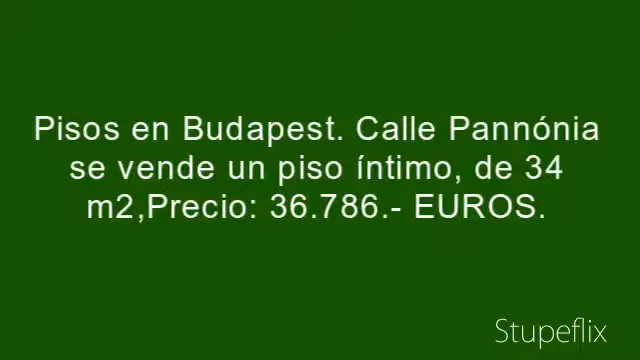 Pisos en Budapest. Calle Pannónia
se vende un piso íntimo, de 34
m2,Precio: 36.786.- EUROS.
Stupeflix